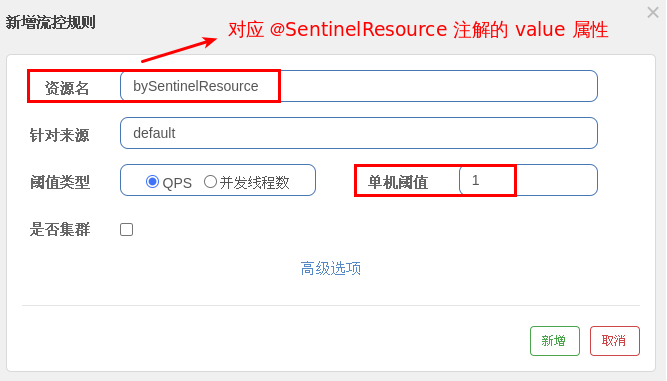 新增流控规则
×
对应 @SentinelResource 注解的 value 属性
资源名 bySentinelResource
针对来源 default
阈值类型 QPS 并发线程数 单机阈值 1
是否集群
高级选项
新增 取消